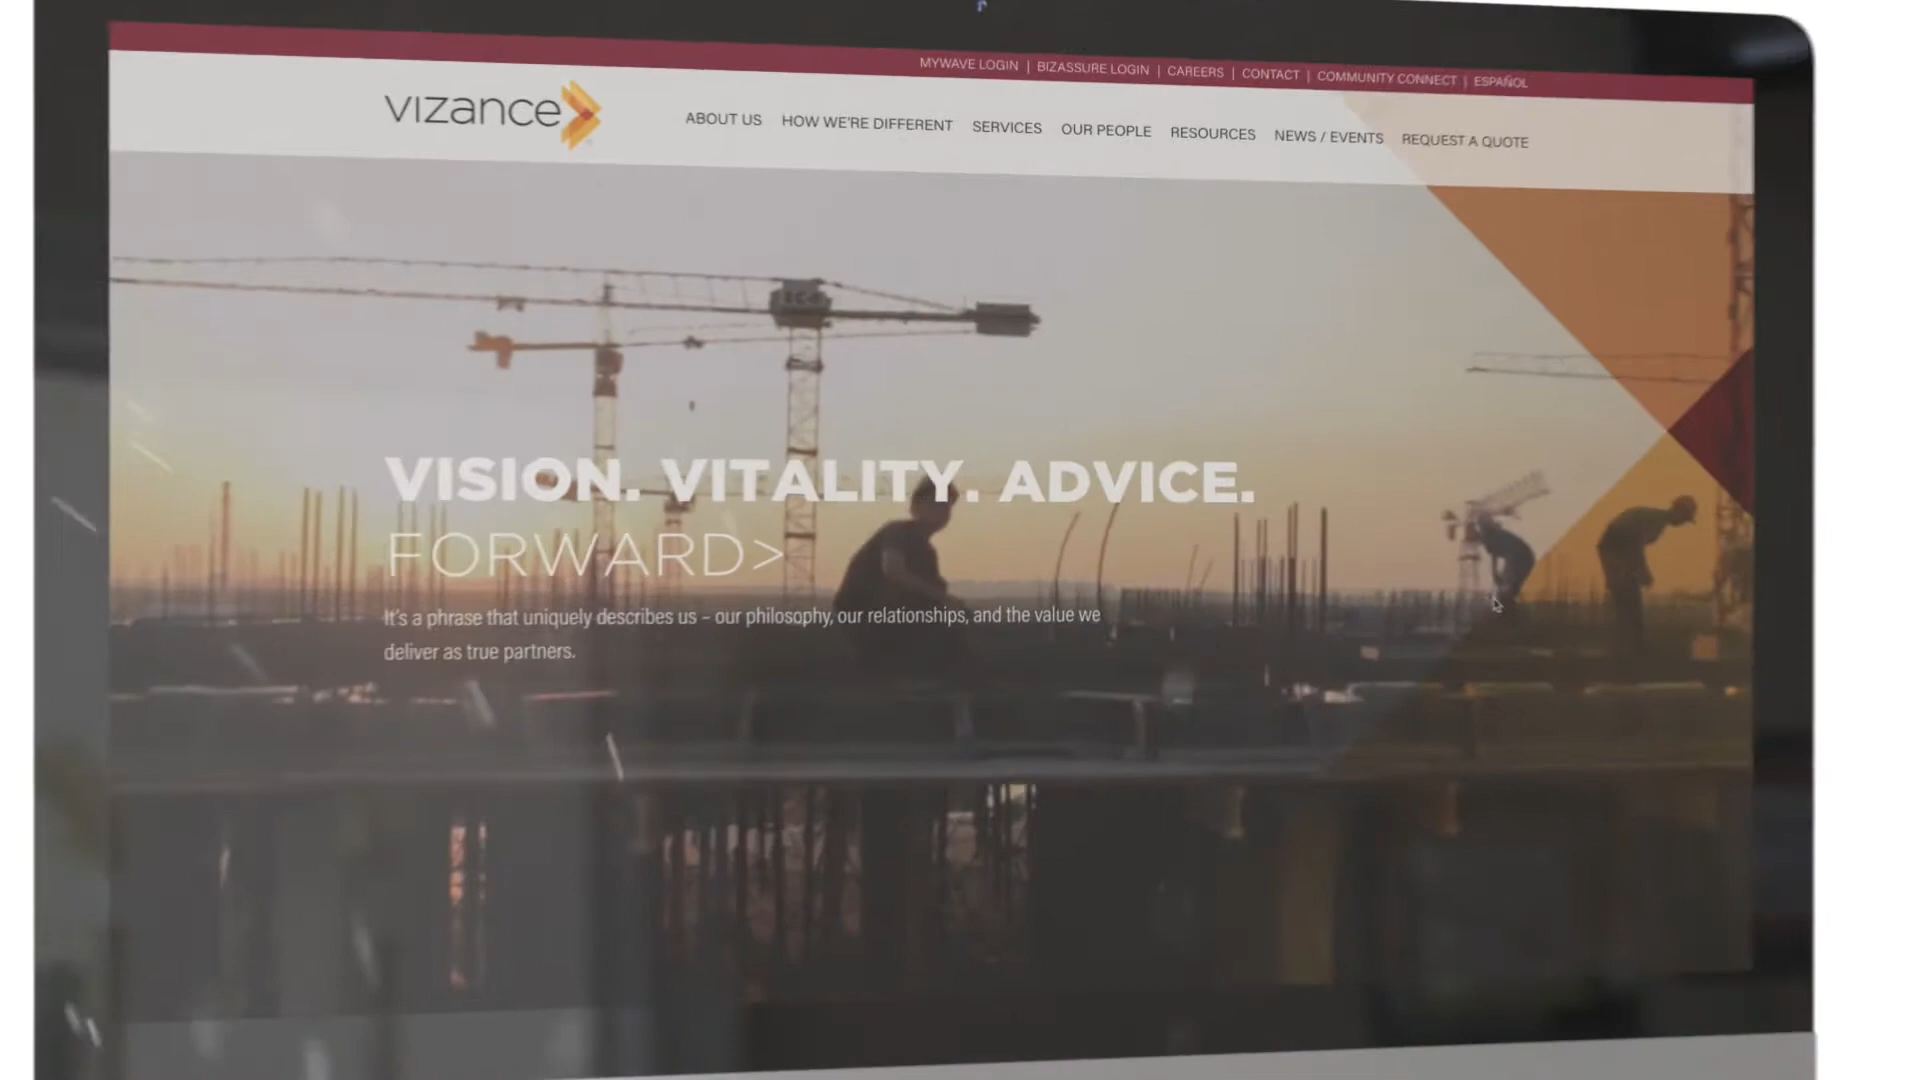 MYWAVE LOGIN | BIZASSURE LOGIN | CAREERS | CONTACT | COMMUNITY CONNECT | ESPAÑOL
vizance
ABOUT US HOW WE'RE DIFFERENT SERVICES OUR PEOPLE RESOURCES NEWS / EVENTS REQUEST A QUOTE
VISION. VITALITY. ADVICE.
FORWARD>
It's a phrase that uniquely describes us – our philosophy, our relationships, and the value we
deliver as true partners.